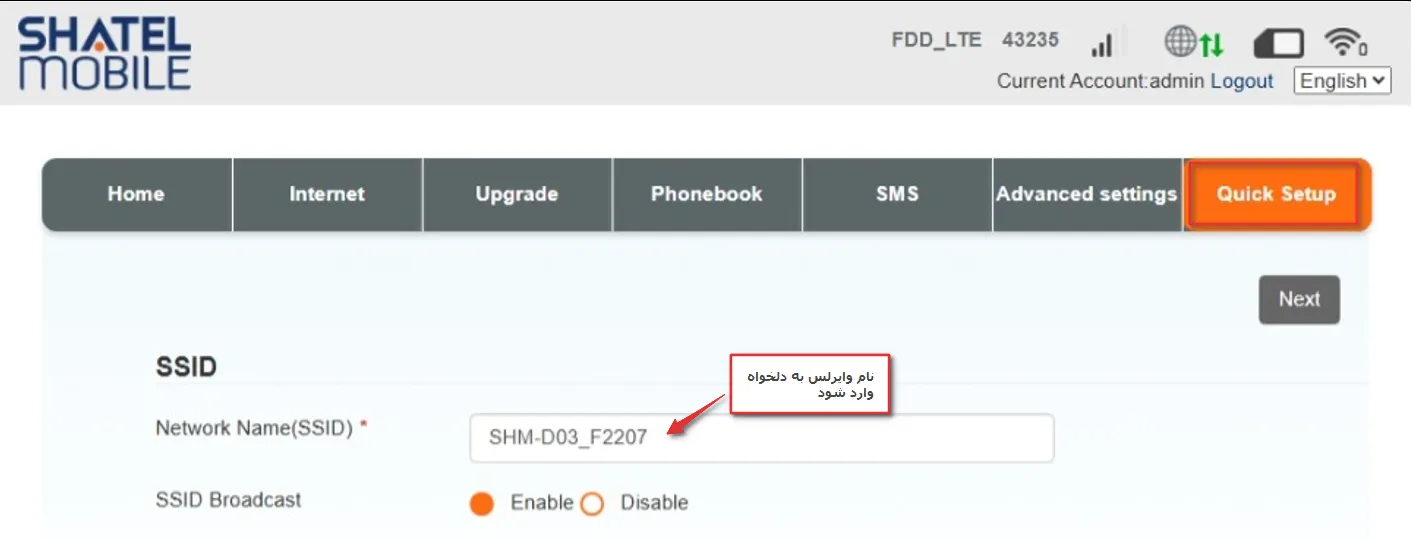 SHATEL
MOBILE
FDD_LTE 43235
0
Current Account:admin Logout English
Home Internet Upgrade Phonebook SMS Advanced settings Quick Setup
Next
SSID
نام وایرلس به دلخواه
وارد شود
Network Name(SSID) *
SHM-D03_F2207
SSID Broadcast
Enable Disable